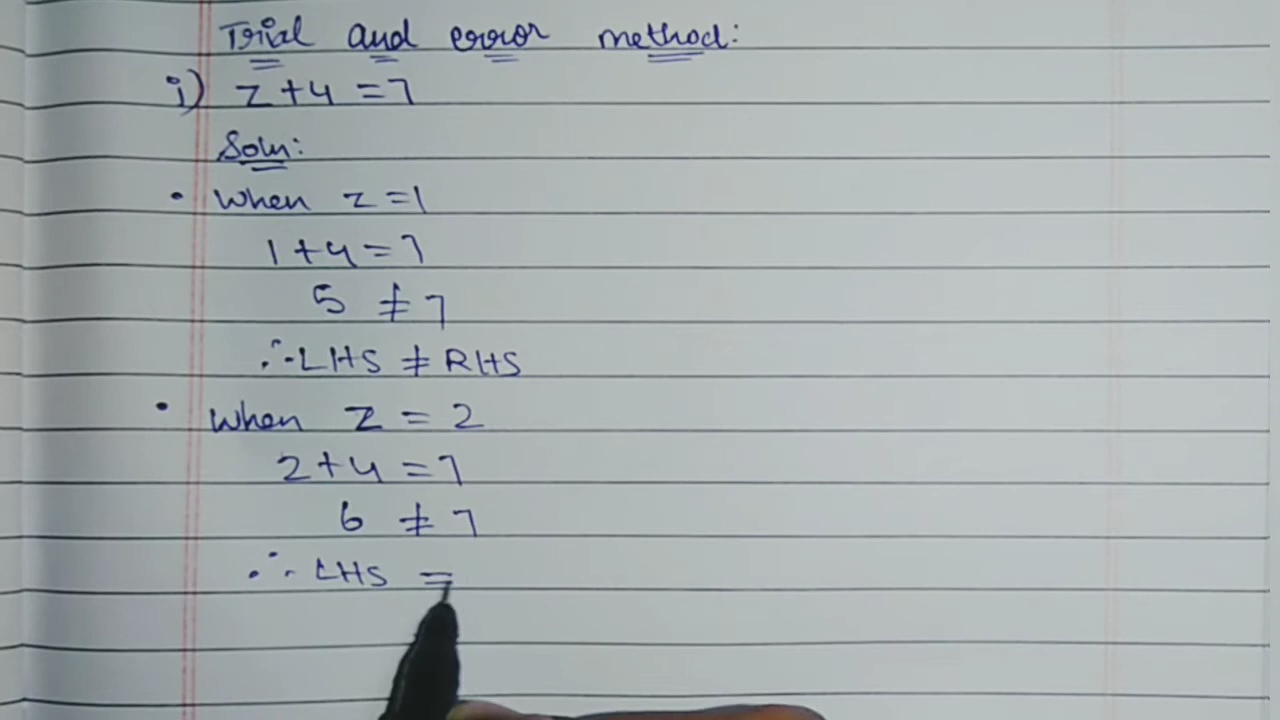 Trial and error method:
i) z+4 =7
Soln:
• When z =1
1+4=7
5 ≠ 7
∴ LHS ≠ RHS
• When z = 2
2+4 =7
6 ≠ 7
∴ LHS =